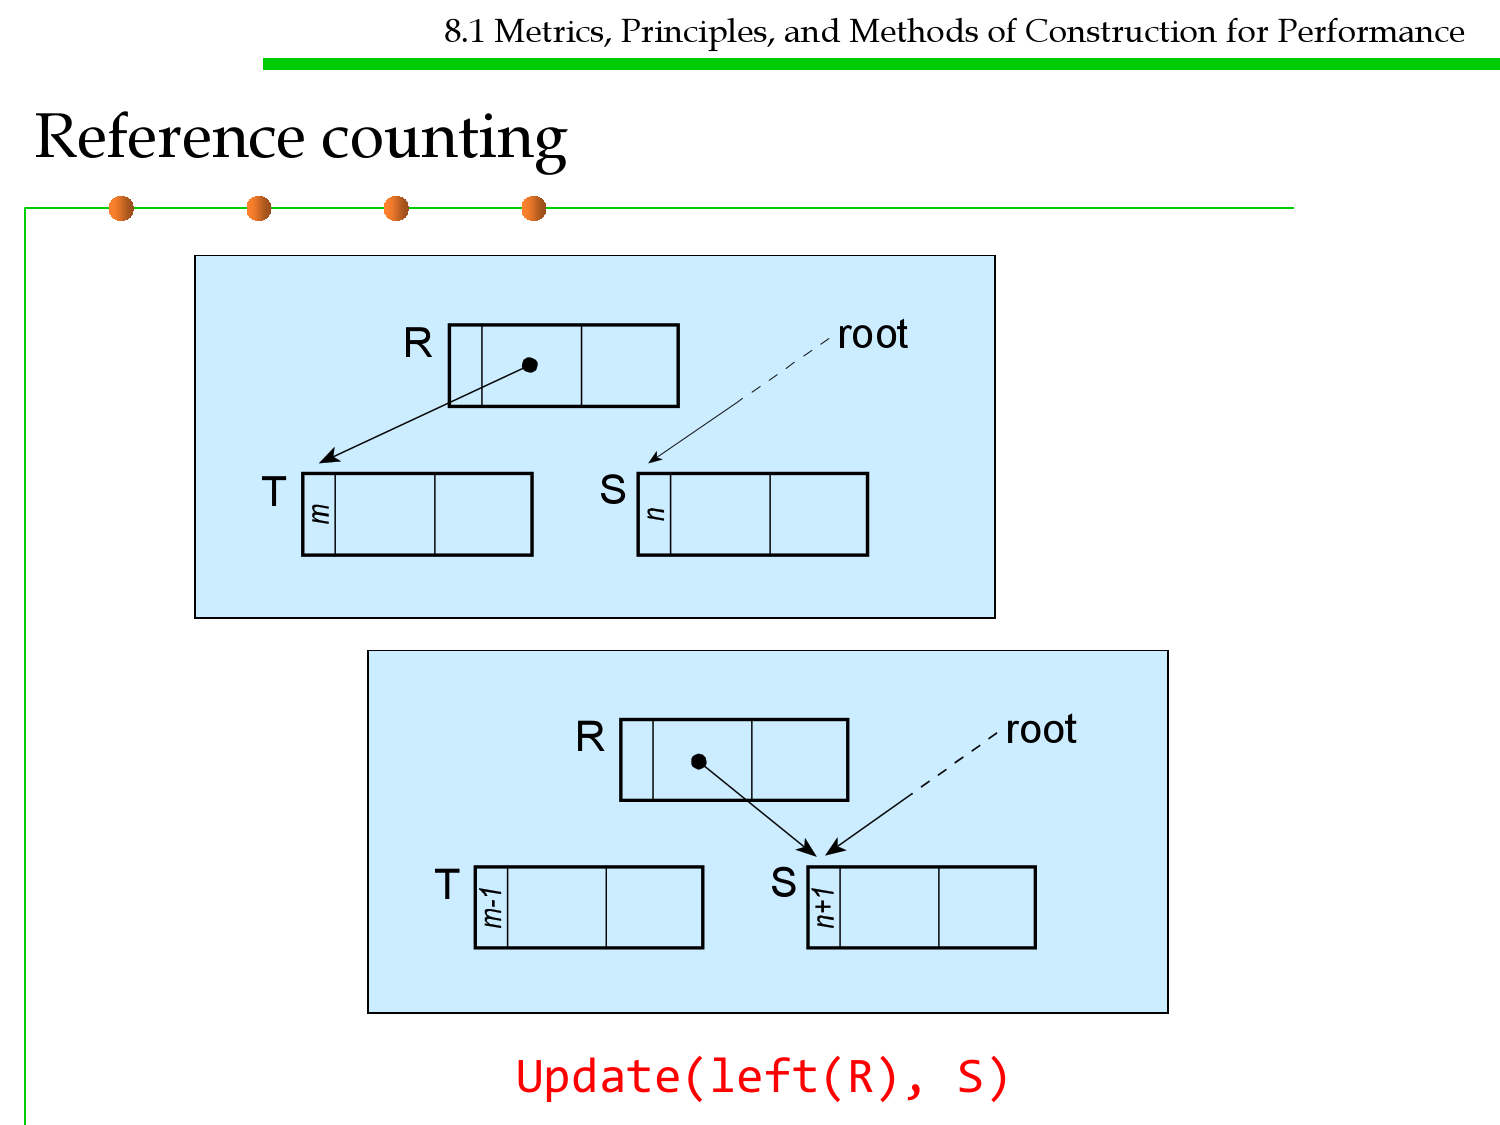 8.1 Metrics, Principles, and Methods of Construction for Performance
Reference counting
R
root
T
m
S
n
R
root
T
m-1
S
n+1
Update(left(R), S)